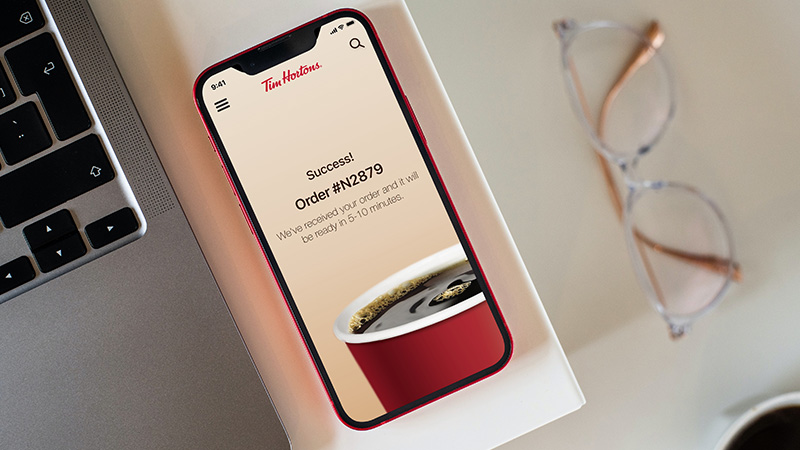 9:41
Tim Hortons
Success!
Order #N2879
We've received your order and it will
be ready in 5-10 minutes.